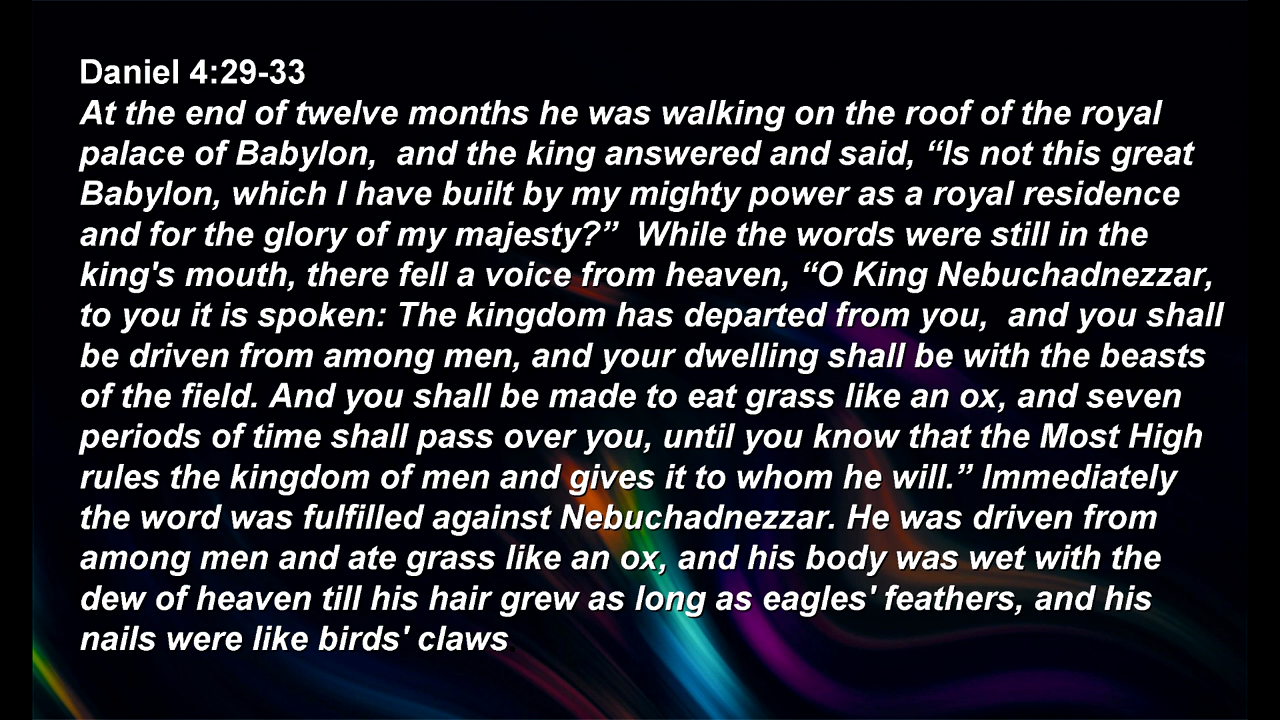 Daniel 4:29-33
At the end of twelve months he was walking on the roof of the royal
palace of Babylon,  and the king answered and said, “Is not this great
Babylon, which I have built by my mighty power as a royal residence
and for the glory of my majesty?”  While the words were still in the
king's mouth, there fell a voice from heaven, “O King Nebuchadnezzar,
to you it is spoken: The kingdom has departed from you,  and you shall
be driven from among men, and your dwelling shall be with the beasts
of the field. And you shall be made to eat grass like an ox, and seven
periods of time shall pass over you, until you know that the Most High
rules the kingdom of men and gives it to whom he will.” Immediately
the word was fulfilled against Nebuchadnezzar. He was driven from
among men and ate grass like an ox, and his body was wet with the
dew of heaven till his hair grew as long as eagles' feathers, and his
nails were like birds' claws